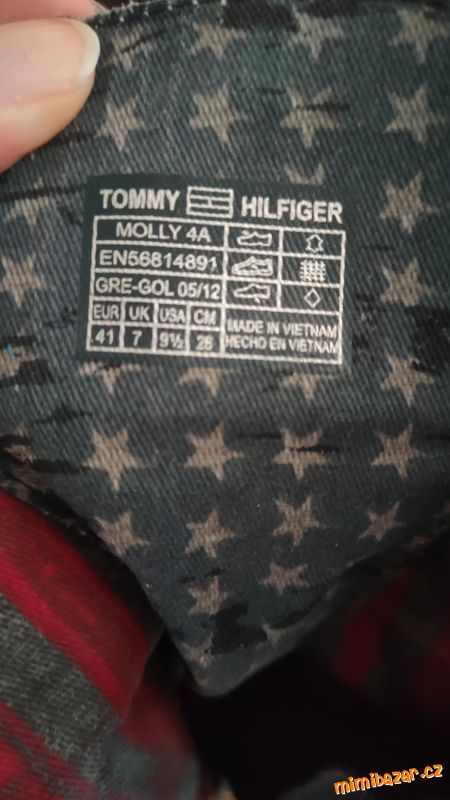 TOMMY HILFIGER
MOLLY 4A
EN56814891
GRE-GOL 05/12
EUR UK USA CM
41 7 9½ 26
MADE IN VIETNAM
HECHO EN VIETNAM
mimibazar.cz